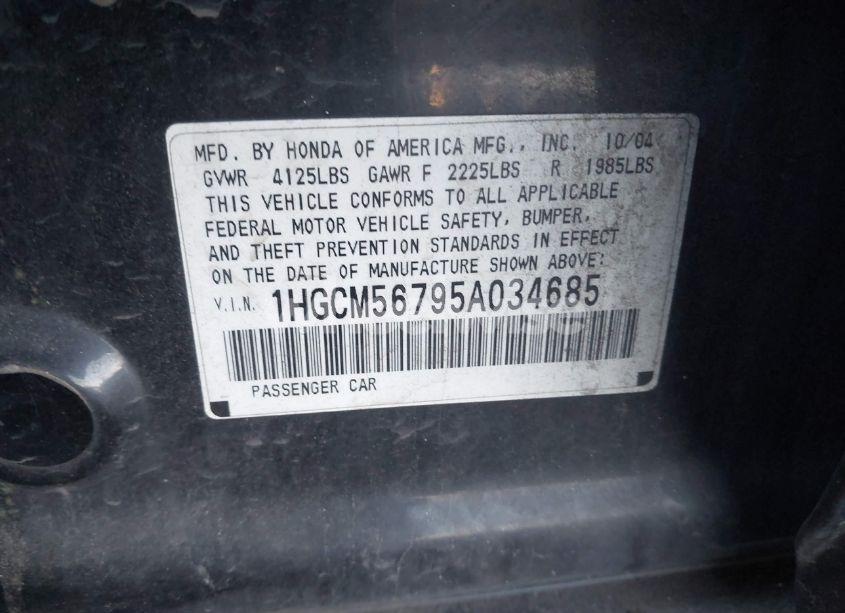 MFD. BY HONDA OF AMERICA MFG., INC. 10/04
GVWR 4125LBS GAWR F 2225LBS R 1985LBS
THIS VEHICLE CONFORMS TO ALL APPLICABLE
FEDERAL MOTOR VEHICLE SAFETY, BUMPER,
AND THEFT PREVENTION STANDARDS IN EFFECT
ON THE DATE OF MANUFACTURE SHOWN ABOVE:
V.I.N. 1HGCM56795A034685
PASSENGER CAR